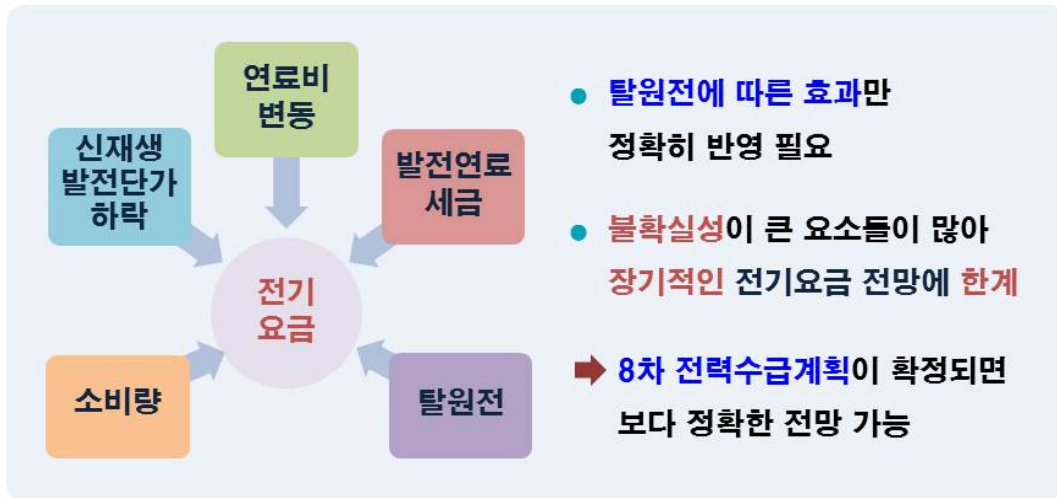 연료비
변동
신재생
발전단가
하락
발전연료
세금
전기
요금
소비량
탈원전
● 탈원전에 따른 효과만
정확히 반영 필요
● 불확실성이 큰 요소들이 많아
장기적인 전기요금 전망에 한계
➡ 8차 전력수급계획이 확정되면
보다 정확한 전망 가능